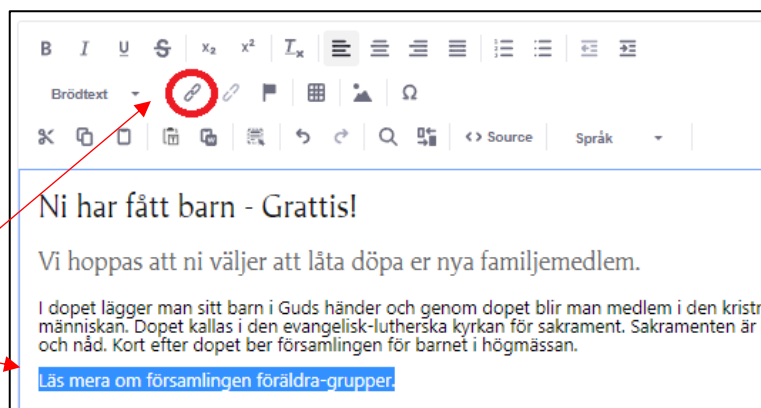 B I U S x₂ x² Tx
Brödtext Ω
<> Source Språk
Ni har fått barn - Grattis!
Vi hoppas att ni väljer att låta döpa er nya familjemedlem.
I dopet lägger man sitt barn i Guds händer och genom dopet blir man medlem i den
människan. Dopet kallas i den evangelisk-lutherska kyrkan för sakrament. Sakramenten är
och nåd. Kort efter dopet ber församlingen för barnet i högmässan.
Läs mera om församlingen föräldra-grupper.